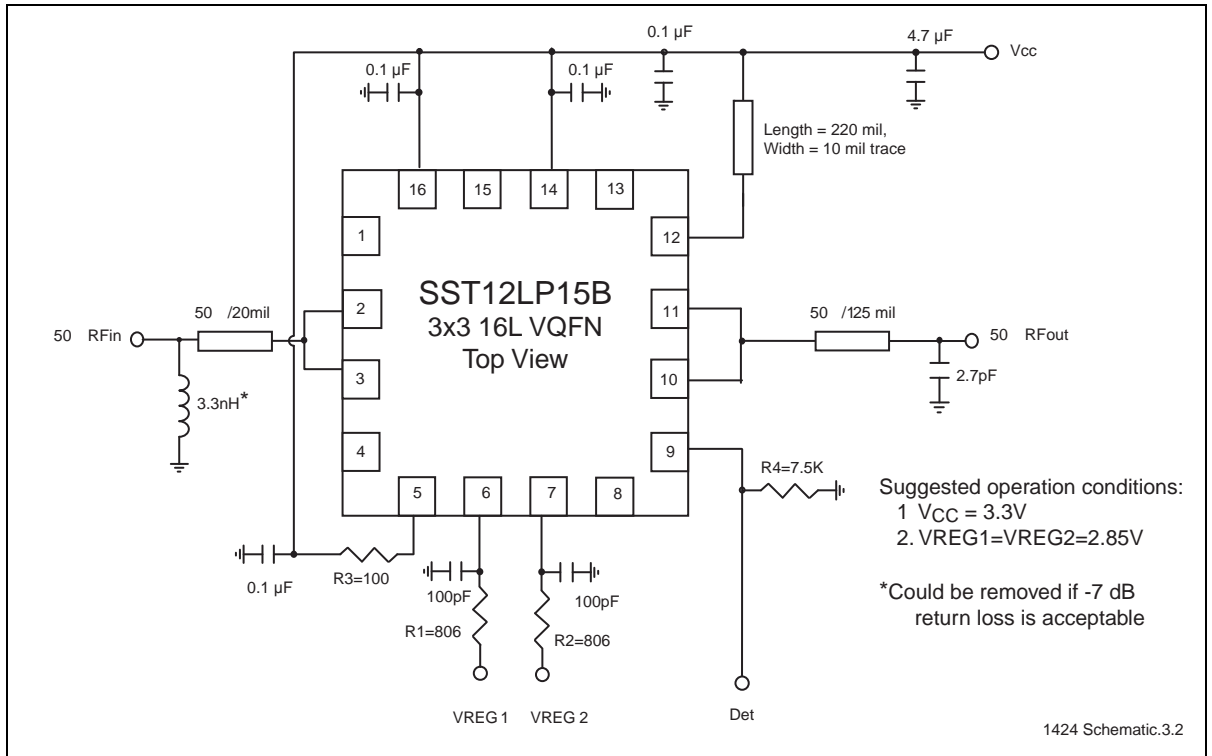 0.1 µF
4.7 µF
Vcc
0.1 µF
0.1 µF
Length = 220 mil,
Width = 10 mil trace
16
15
14
13
1
12
SST12LP15B
3x3 16L VQFN
Top View
2
11
50 /20mil
50 /125 mil
50 RFin
50 RFout
3
10
2.7pF
3.3nH*
4
9
R4=7.5K
5
6
7
8
Suggested operation conditions:
1 VCC = 3.3V
2. VREG1=VREG2=2.85V
0.1 µF
R3=100
100pF
100pF
*Could be removed if -7 dB
return loss is acceptable
R1=806
R2=806
VREG 1
VREG 2
Det
1424 Schematic.3.2